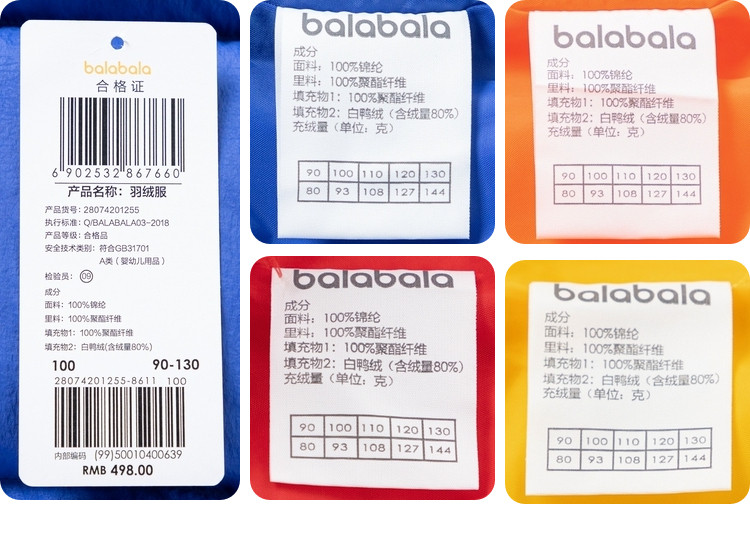 balabala
合格证
6 902532 867660
产品名称：羽绒服
产品货号：28074201255
执行标准：Q/BALABALA03-2018
产品等级：合格品
安全技术类别：符合GB31701
A类（婴幼儿用品）
检验员：09
成分
面料：100%锦纶
里料：100%聚酯纤维
填充物1：100%聚酯纤维
填充物2：白鸭绒(含绒量80%)
100 90-130
28074201255-8611 100
内部编码 (99)50010400639
RMB 498.00
balabala
成分
面料：100%锦纶
里料：100%聚酯纤维
填充物1：100%聚酯纤维
填充物2：白鸭绒（含绒量80%）
充绒量（单位：克）
90 100 110 120 130
80 93 108 127 144
balabala
成分
面料：100%锦纶
里料：100%聚酯纤维
填充物1：100%聚酯纤维
填充物2：白鸭绒（含绒量80%）
充绒量（单位：克）
90 100 110 120 130
80 93 108 127 144
balabala
成分
面料：100%锦纶
里料：100%聚酯纤维
填充物1：100%聚酯纤维
填充物2：白鸭绒（含绒量80%）
充绒量（单位：克）
90 100 110 120 130
80 93 108 127 144
balabala
成分
面料：100%锦纶
里料：100%聚酯纤维
填充物1：100%聚酯纤维
填充物2：白鸭绒（含绒量80%）
充绒量（单位：克）
90 100 110 120 130
80 93 108 127 144